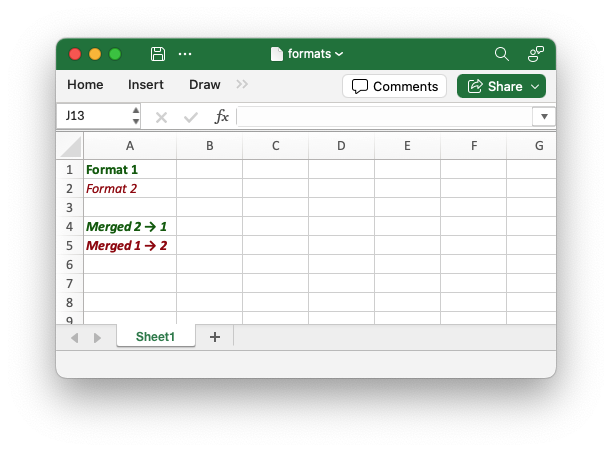 formats
Home Insert Draw Comments Share
J13 fx
A B C D E F G
1 Format 1
2 Format 2
3
4 Merged 2 → 1
5 Merged 1 → 2
6
7
8
9
Sheet1 +